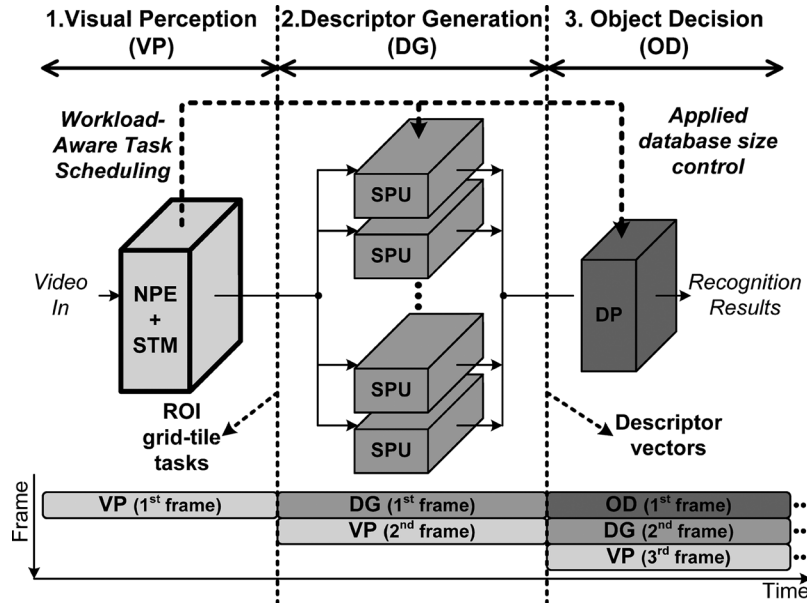 1.Visual Perception
(VP)
2.Descriptor Generation
(DG)
3. Object Decision
(OD)
Workload-
Aware Task
Scheduling
Applied
database size
control
SPU
SPU
SPU
SPU
Video
In
NPE
+
STM
DP
Recognition
Results
ROI
grid-tile
tasks
Descriptor
vectors
Frame
VP (1st frame)
DG (1st frame)
OD (1st frame)
VP (2nd frame)
DG (2nd frame)
VP (3rd frame)
Time